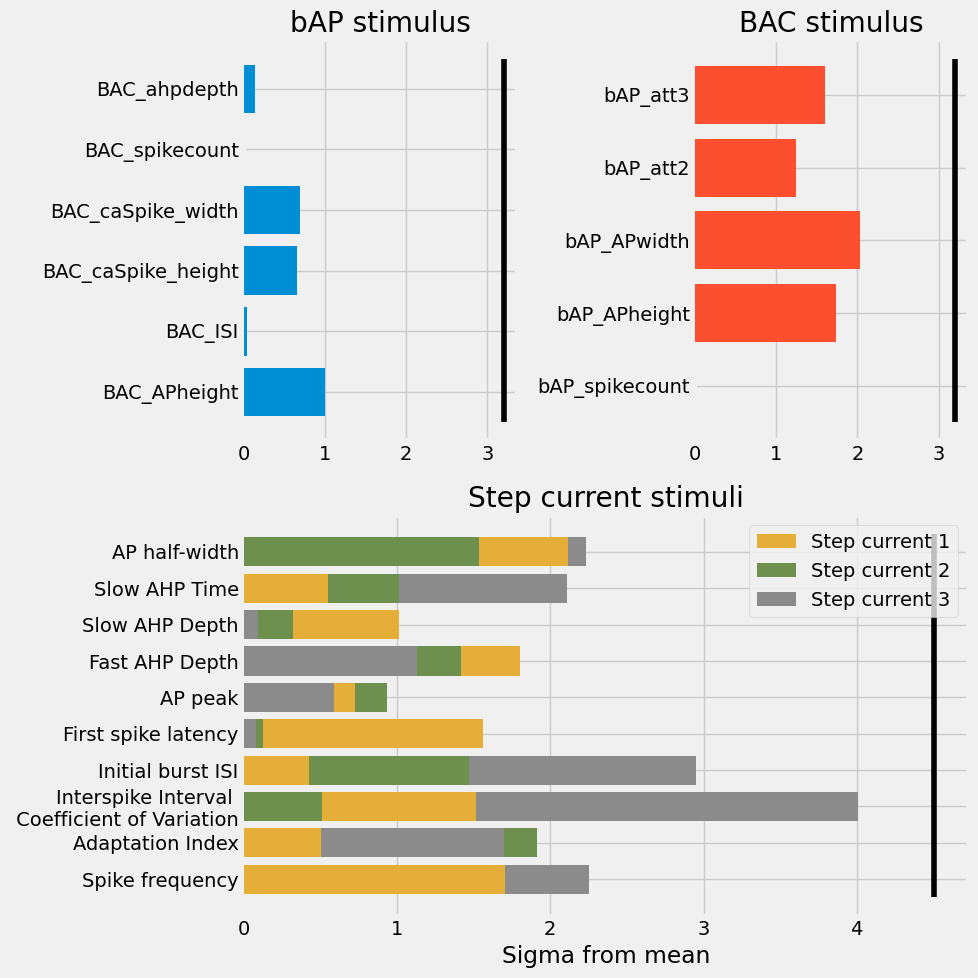 bAP stimulus
BAC_ahpdepth
BAC_spikecount
BAC_caSpike_width
BAC_caSpike_height
BAC_ISI
BAC_APheight
0 1 2 3
BAC stimulus
bAP_att3
bAP_att2
bAP_APwidth
bAP_APheight
bAP_spikecount
0 1 2 3
Step current stimuli
AP half-width
Slow AHP Time
Slow AHP Depth
Fast AHP Depth
AP peak
First spike latency
Initial burst ISI
Interspike Interval
Coefficient of Variation
Adaptation Index
Spike frequency
Step current 1
Step current 2
Step current 3
0 1 2 3 4
Sigma from mean